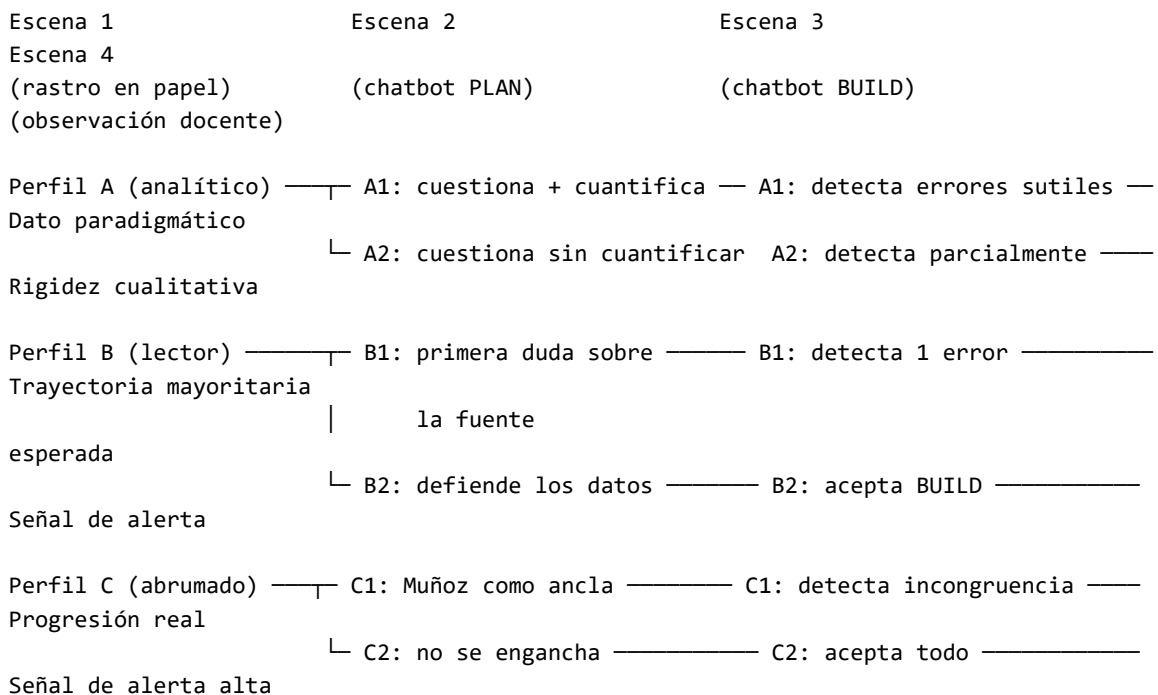 Escena 1 Escena 2 Escena 3
Escena 4
(rastro en papel) (chatbot PLAN) (chatbot BUILD)
(observación docente)
Perfil A (analítico) ───┬─ A1: cuestiona + cuantifica ── A1: detecta errores sutiles ──
Dato paradigmático
└─ A2: cuestiona sin cuantificar A2: detecta parcialmente ────
Rigidez cualitativa
Perfil B (lector) ──────┬─ B1: primera duda sobre ────── B1: detecta 1 error ──────────
Trayectoria mayoritaria
│ la fuente
esperada
└─ B2: defiende los datos ─────── B2: acepta BUILD ───────────
Señal de alerta
Perfil C (abrumado) ───┬─ C1: Muñoz como ancla ──────── C1: detecta incongruencia ────
Progresión real
└─ C2: no se engancha ─────────── C2: acepta todo ────────────
Señal de alerta alta